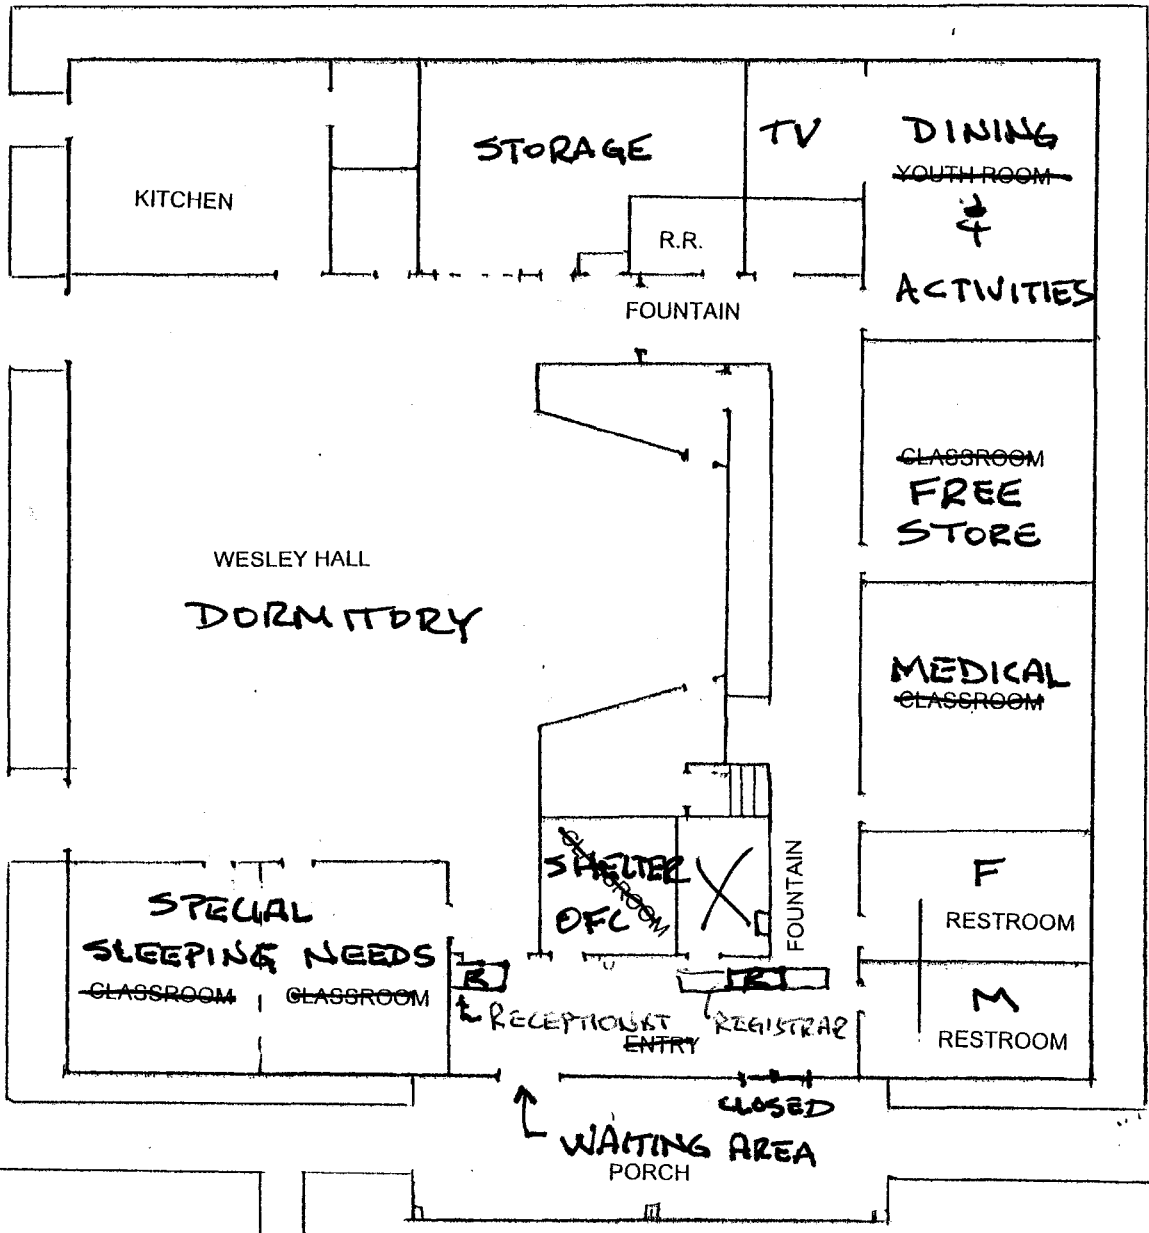 STORAGE
TV
DINING
YOUTH ROOM
&
ACTIVITIES
KITCHEN
R.R.
FOUNTAIN
CLASSROOM
FREE
STORE
WESLEY HALL
DORMITORY
MEDICAL
CLASSROOM
CLASSROOM
SHELTER
OFC
X
FOUNTAIN
F
RESTROOM
SPECIAL
SLEEPING NEEDS
CLASSROOM
CLASSROOM
R
R
RECEPTIONIST
REGISTRAR
ENTRY
M
RESTROOM
CLOSED
WAITING AREA
PORCH